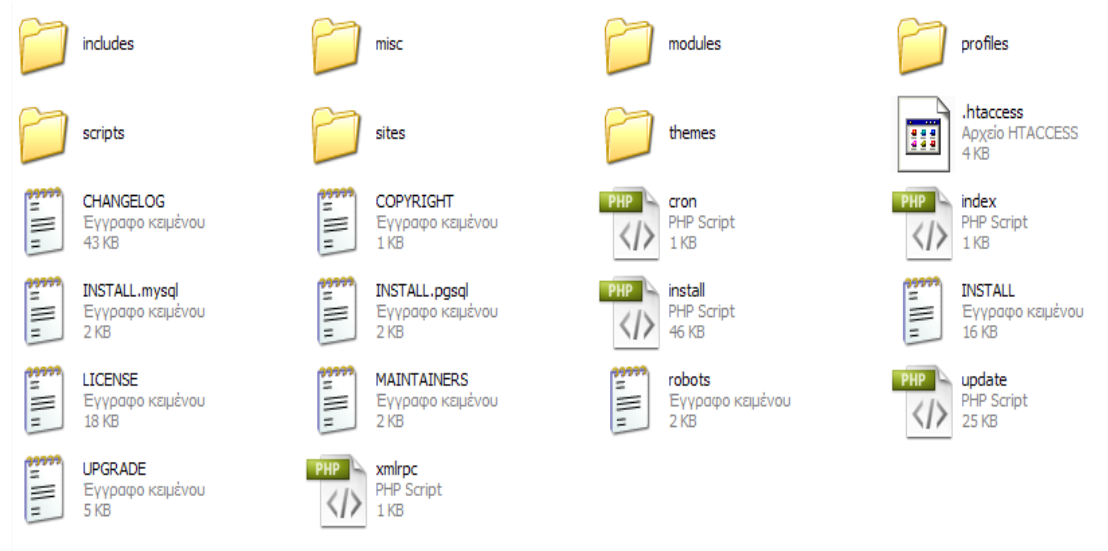 includes
misc
modules
profiles
scripts
sites
themes
.htaccess
Αρχείο HTACCESS
4 KB
CHANGELOG
Έγγραφο κειμένου
43 KB
COPYRIGHT
Έγγραφο κειμένου
1 KB
PHP
cron
PHP Script
1 KB
PHP
index
PHP Script
1 KB
INSTALL.mysql
Έγγραφο κειμένου
2 KB
INSTALL.pgsql
Έγγραφο κειμένου
2 KB
PHP
install
PHP Script
46 KB
INSTALL
Έγγραφο κειμένου
16 KB
LICENSE
Έγγραφο κειμένου
18 KB
MAINTAINERS
Έγγραφο κειμένου
2 KB
robots
Έγγραφο κειμένου
2 KB
PHP
update
PHP Script
25 KB
UPGRADE
Έγγραφο κειμένου
5 KB
PHP
xmlrpc
PHP Script
1 KB